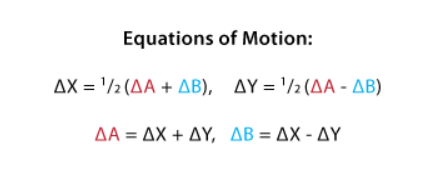 Equations of Motion:
ΔX = ¹/₂ (ΔA + ΔB), ΔY = ¹/₂ (ΔA - ΔB)
ΔA = ΔX + ΔY, ΔB = ΔX - ΔY